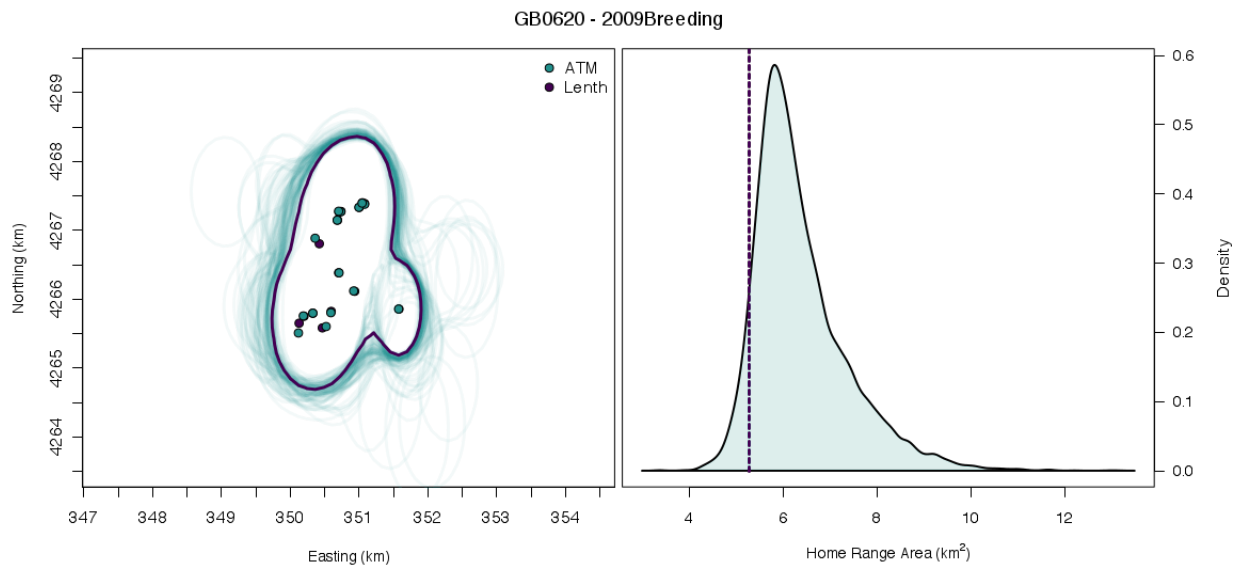 GB0620 - 2009Breeding
ATM
Lenth
Northing (km)
4269
4268
4267
4266
4265
4264
347 348 349 350 351 352 353 354
Easting (km)
0.6
0.5
0.4
0.3
0.2
0.1
0.0
Density
4 6 8 10 12
Home Range Area (km²)